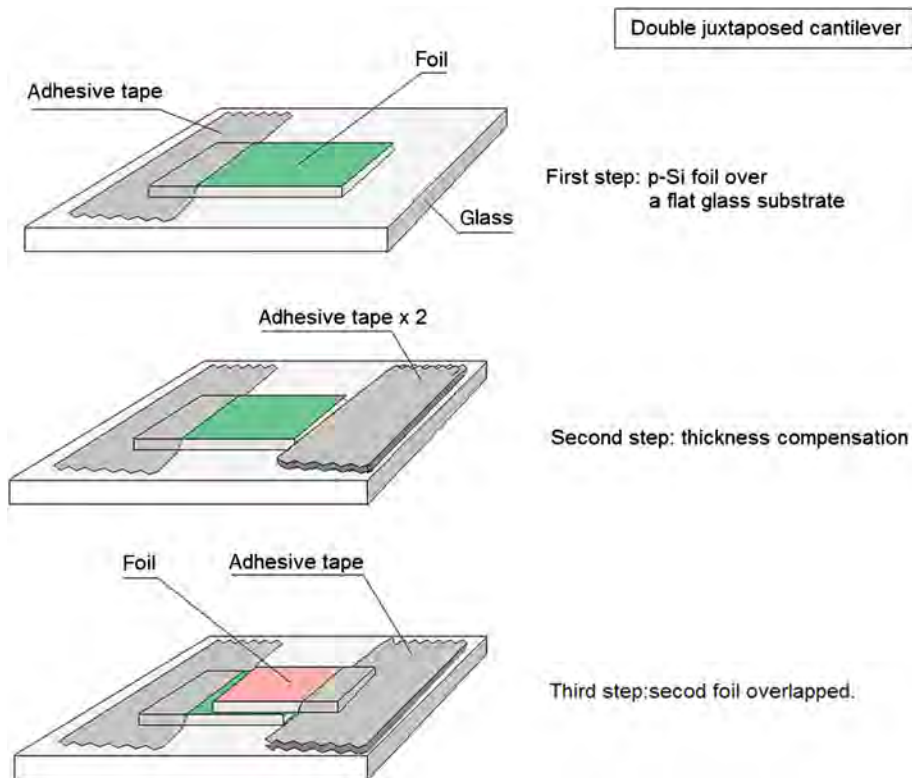 Double juxtaposed cantilever
Foil
Adhesive tape
First step: p-Si foil over
a flat glass substrate
Glass
Adhesive tape x 2
Second step: thickness compensation
Foil
Adhesive tape
Third step:secod foil overlapped.